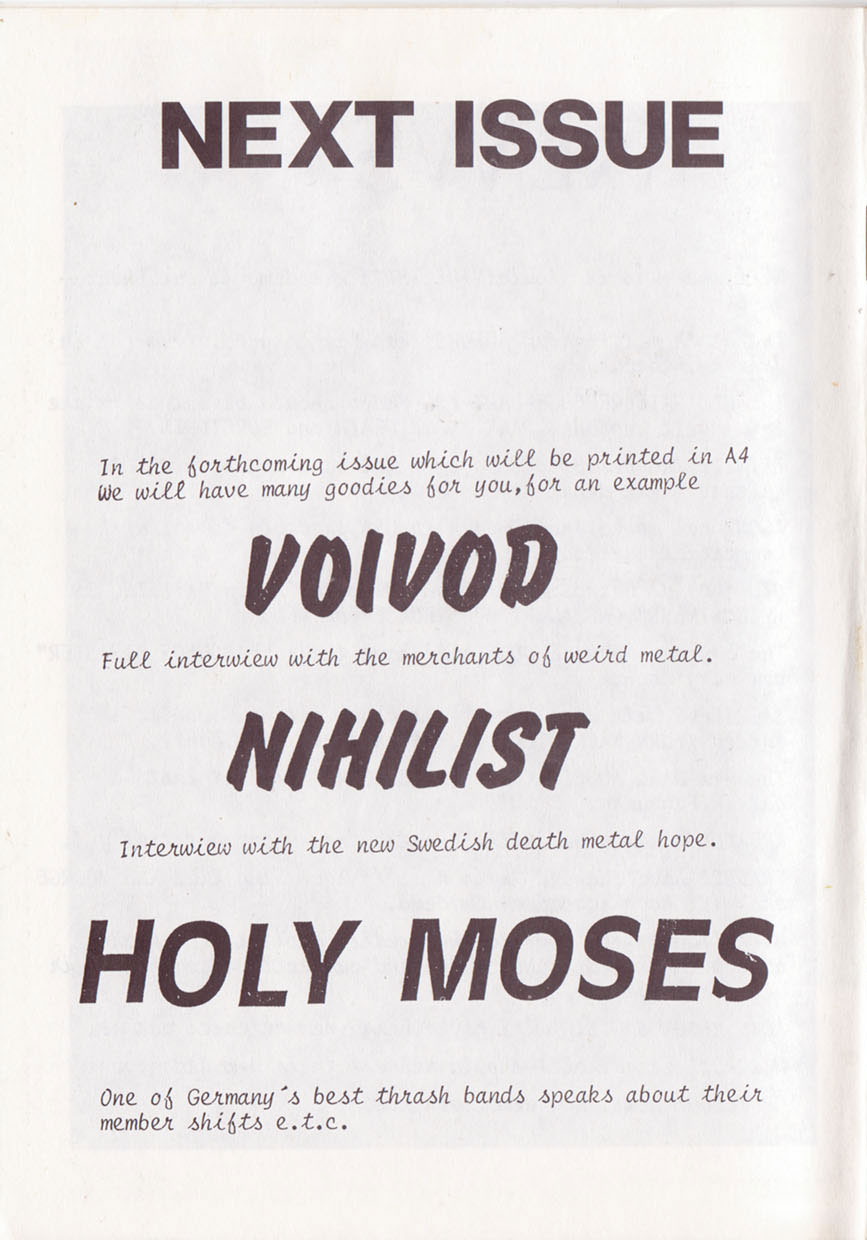 NEXT ISSUE
In the forthcoming issue which will be printed in A4
We will have many goodies for you,for an example
VOIVOD
Full interwiew with the merchants of weird metal.
NIHILIST
Interwiew with the new Swedish death metal hope.
HOLY MOSES
One of Germany´s best thrash bands speaks about their
member shifts e.t.c.